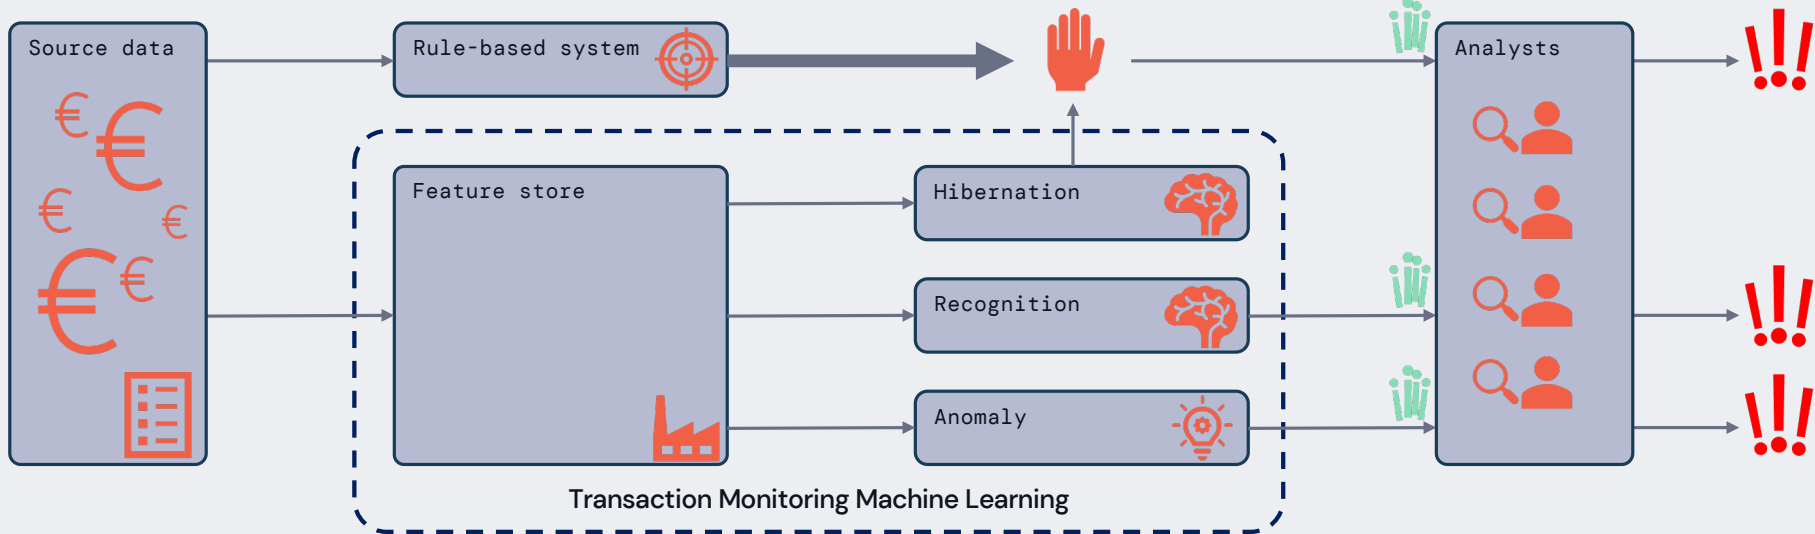 Source data
Rule-based system
Analysts
Feature store
Hibernation
Recognition
Anomaly
Transaction Monitoring Machine Learning